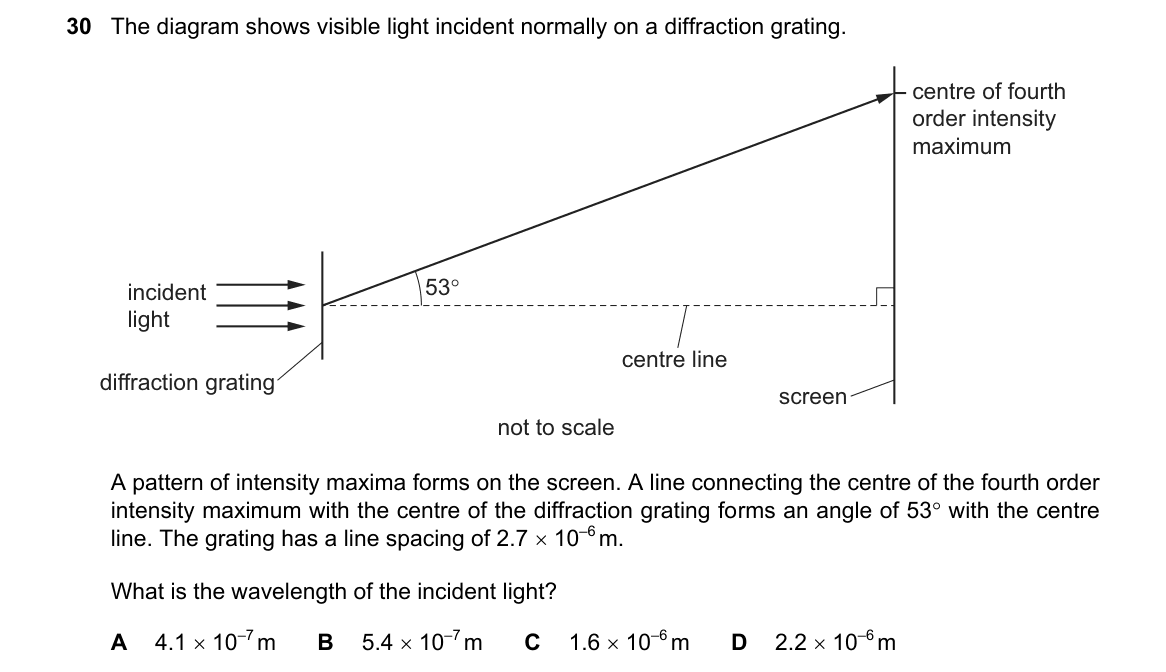 30 The diagram shows visible light incident normally on a diffraction grating.
centre of fourth
order intensity
maximum
53°
incident
light
centre line
diffraction grating
screen
not to scale
A pattern of intensity maxima forms on the screen. A line connecting the centre of the fourth order
intensity maximum with the centre of the diffraction grating forms an angle of 53° with the centre
line. The grating has a line spacing of 2.7 × 10⁻⁶ m.
What is the wavelength of the incident light?
A 4.1 × 10⁻⁷ m B 5.4 × 10⁻⁷ m C 1.6 × 10⁻⁶ m D 2.2 × 10⁻⁶ m